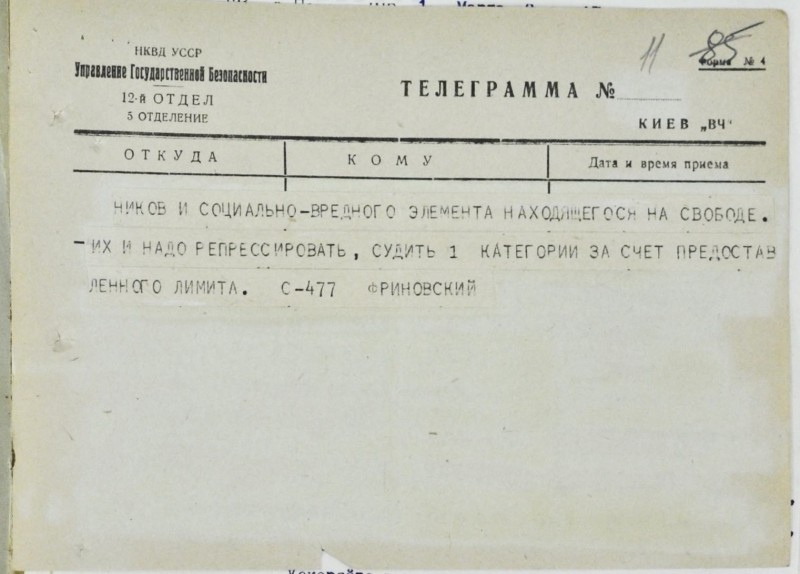 НКВД УССР
Управление Государственной Безопасности
12-й ОТДЕЛ
5 ОТДЕЛЕНИЕ
11
85
Форма № 4
ТЕЛЕГРАММА №
КИЕВ „ВЧ"
ОТКУДА
КОМУ
Дата и время приема
НИКОВ И СОЦИАЛЬНО-ВРЕДНОГО ЭЛЕМЕНТА НАХОДЯЩЕГОСЯ НА СВОБОДЕ.
-ИХ И НАДО РЕПРЕССИРОВАТЬ, СУДИТЬ 1 КАТЕГОРИИ ЗА СЧЕТ ПРЕДОСТАВ
ЛЕННОГО ЛИМИТА. С-477 ФРИНОВСКИЙ